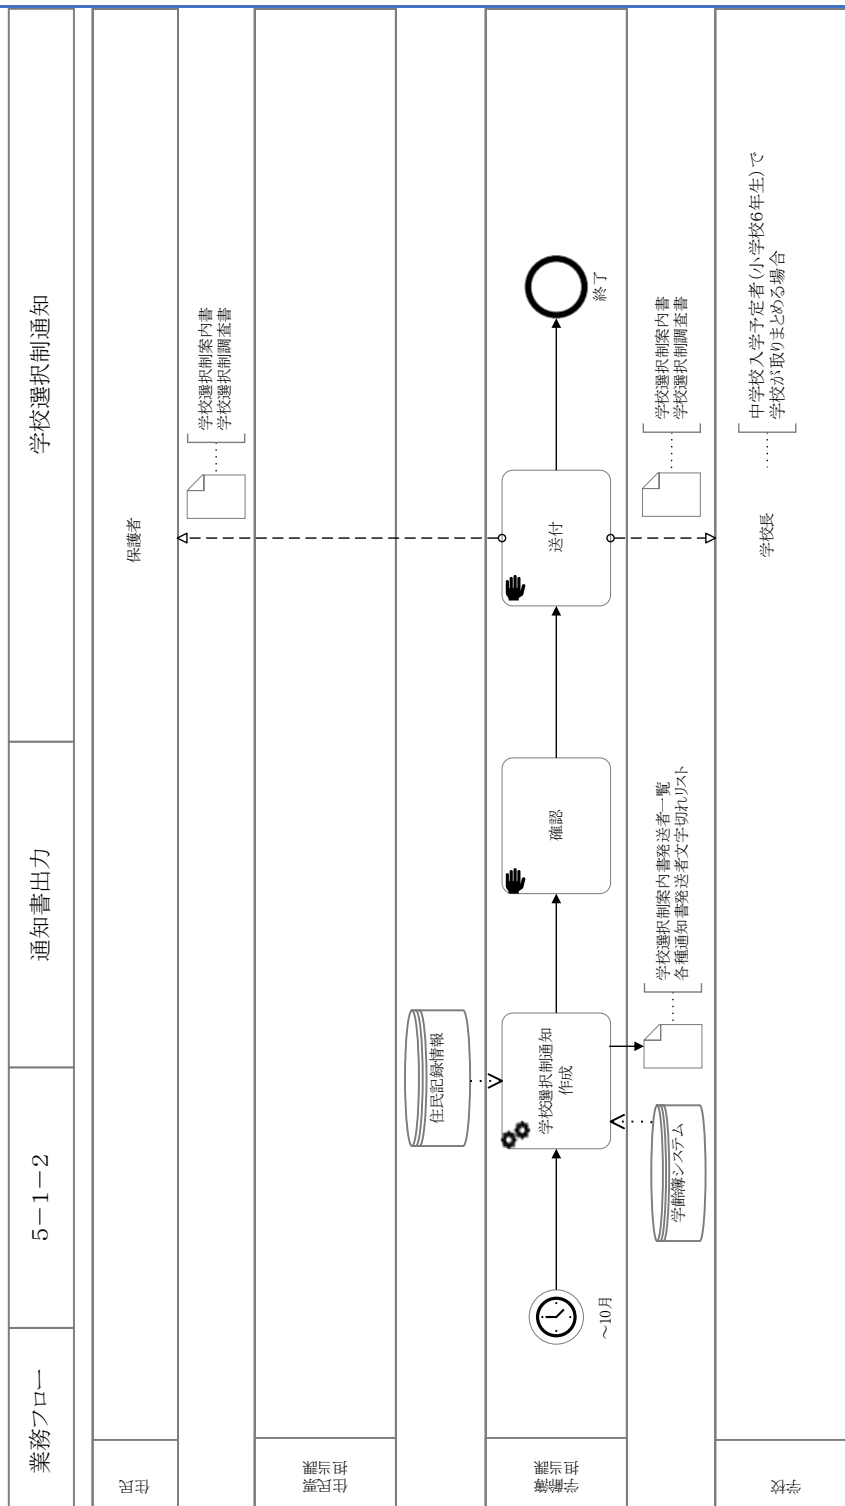 業務フロー
5－1－2
通知書出力
学校選択制通知
住民
保護者
学校選択制案内書
学校選択制調査書
住民票
担当課
住民記録情報
学齢簿
担当課
～10月
学校選択制通知
作成
確認
送付
終了
学齢簿システム
学校選択制案内書発送者一覧
各種通知書発送者文字切れリスト
学校選択制案内書
学校選択制調査書
学校
学校長
中学校入学予定者（小学校6年生）で
学校が取りまとめる場合